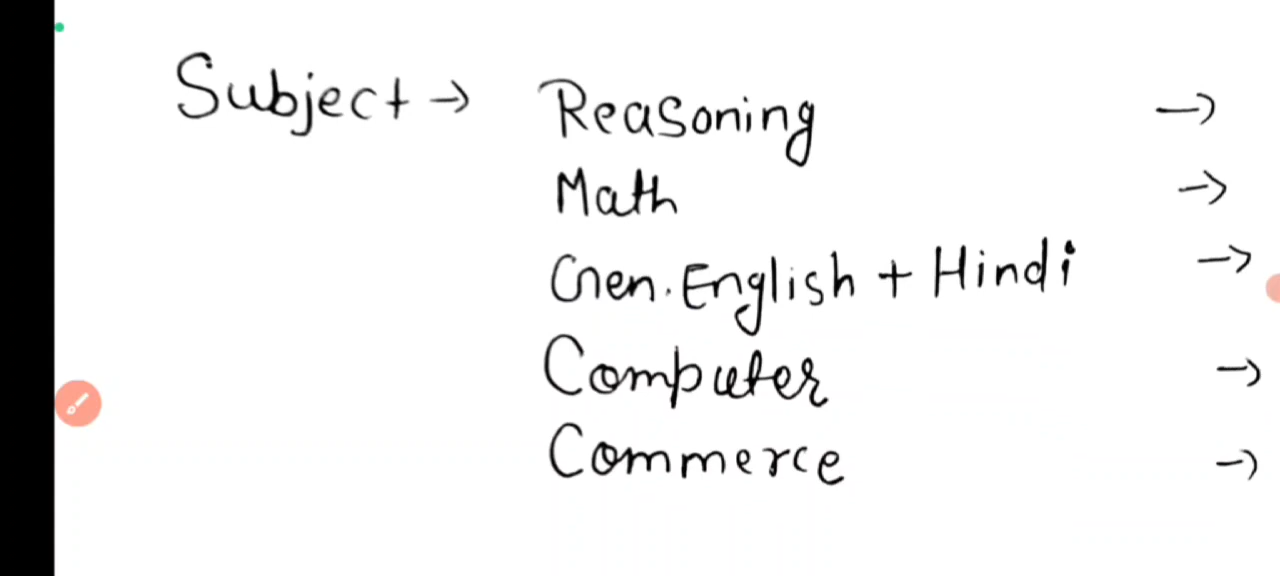 Subject → Reasoning →
Math →
Gen. English + Hindi →
Computer →
Commerce →